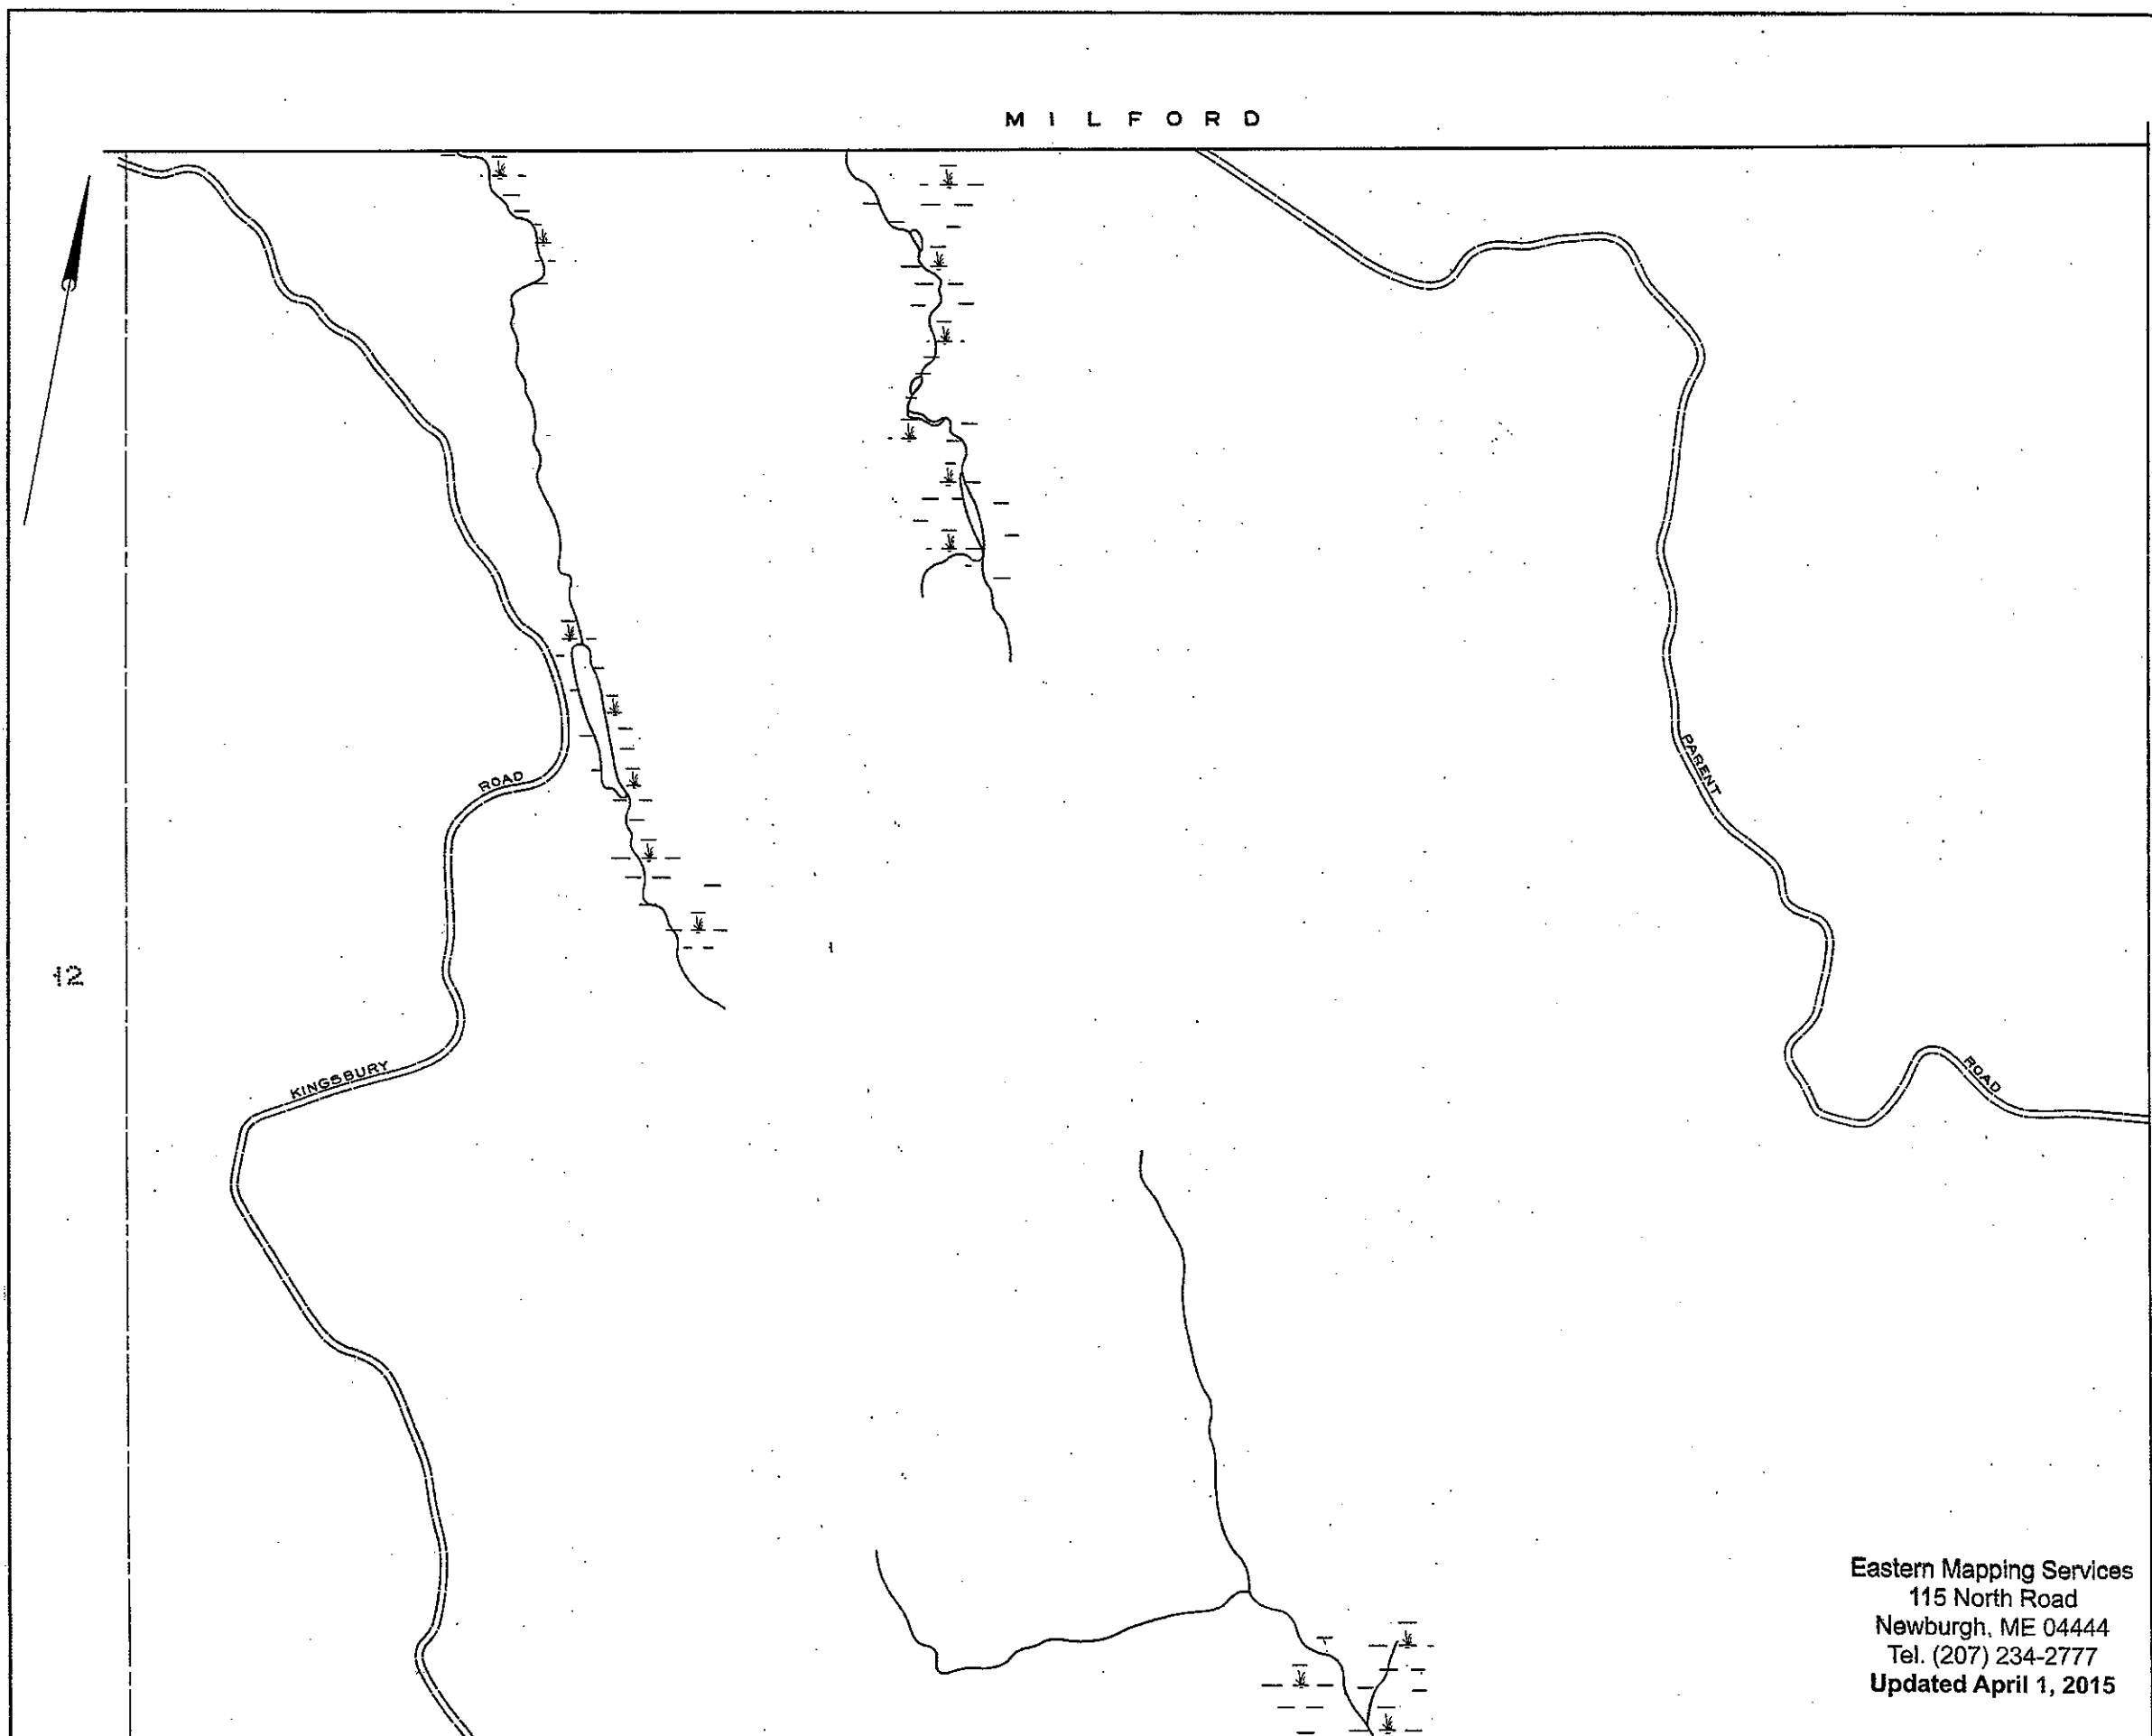 MILFORD
PARENT
ROAD
12
KINGSBURY
ROAD
Eastern Mapping Services
115 North Road
Newburgh, ME 04444
Tel. (207) 234-2777
Updated April 1, 2015